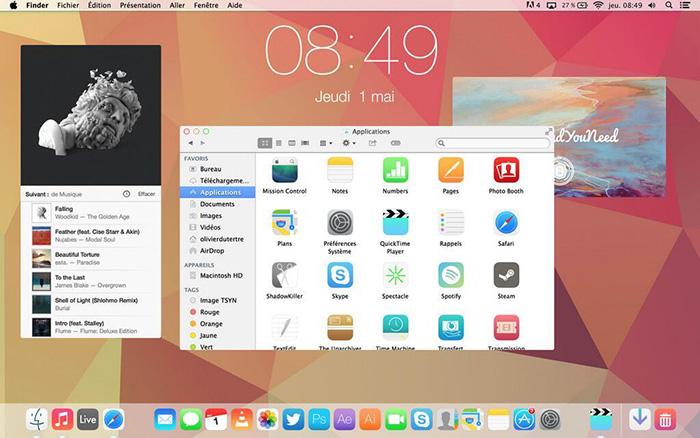 Finder Fichier Édition Présentation Aller Fenêtre Aide
4 27 % jeu. 08:49
08:49
Jeudi 1 mai
Suivant : de Musique Effacer
Falling
Woodkid — The Golden Age
Feather (feat. Cise Starr & Akin)
Nujabes — Modal Soul
Beautiful Torture
esta. — Paradise
To the Last
James Blake — Overgrown
Shell of Light (Shlohmo Remix)
Burial
Intro (feat. Stalley)
Flume — Flume: Deluxe Edition
Applications
FAVORIS
Bureau
Téléchargeme...
Applications
Documents
Images
Vidéos
olivierdutertre
AirDrop
APPAREILS
Macintosh HD
TAGS
Image TSYN
Rouge
Orange
Jaune
Vert
Mission Control Notes Numbers Pages Photo Booth
Plans Préférences Système QuickTime Player Rappels Safari
ShadowKiller Skype Spectacle Spotify Steam
TextEdit The Unarchiver Time Machine Transfert Transmission
YouNeed
Live 1 Ps Ae Ai